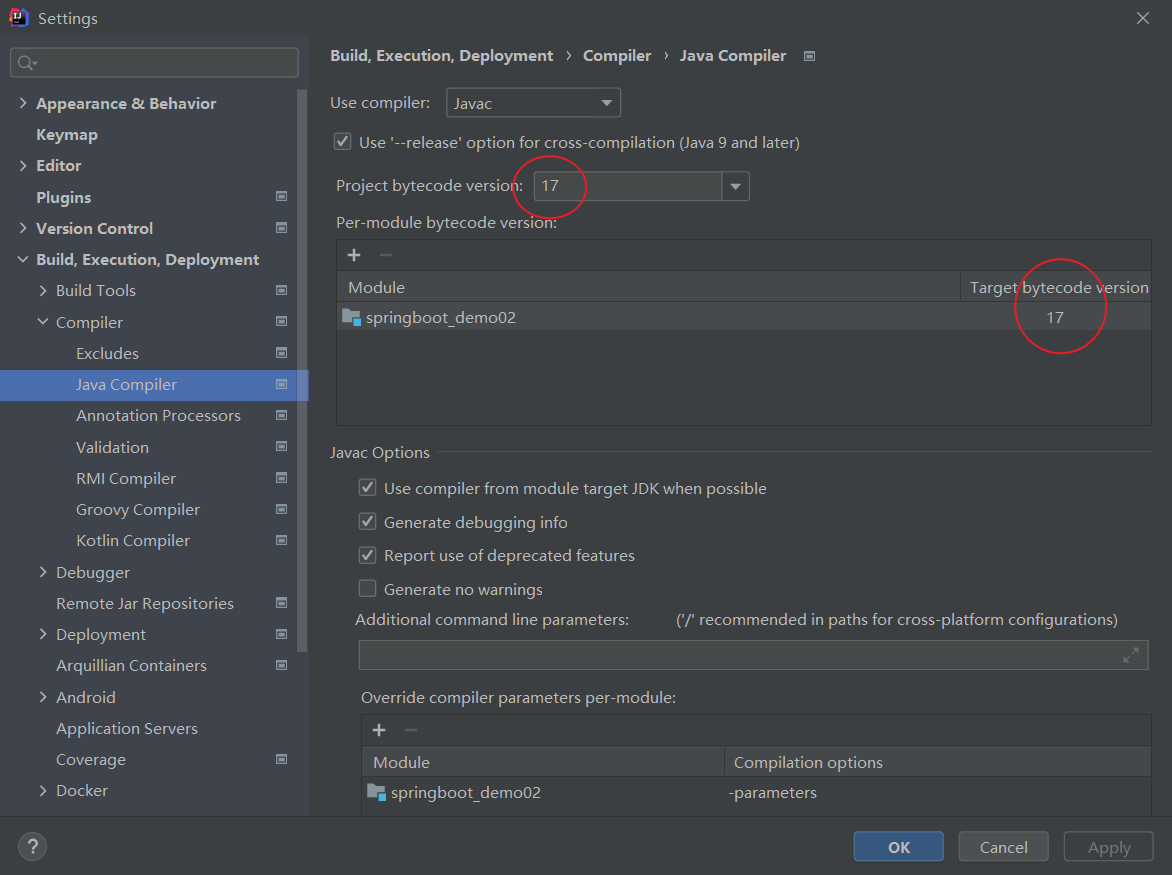 Settings
Appearance & Behavior
Keymap
Editor
Plugins
Version Control
Build, Execution, Deployment
Build Tools
Compiler
Excludes
Java Compiler
Annotation Processors
Validation
RMI Compiler
Groovy Compiler
Kotlin Compiler
Debugger
Remote Jar Repositories
Deployment
Arquillian Containers
Android
Application Servers
Coverage
Docker
Build, Execution, Deployment › Compiler › Java Compiler
Use compiler: Javac
Use '--release' option for cross-compilation (Java 9 and later)
Project bytecode version: 17
Per-module bytecode version:
Module Target bytecode version
springboot_demo02 17
Javac Options
Use compiler from module target JDK when possible
Generate debugging info
Report use of deprecated features
Generate no warnings
Additional command line parameters: ('/' recommended in paths for cross-platform configurations)
Override compiler parameters per-module:
Module Compilation options
springboot_demo02 -parameters
? OK Cancel Apply